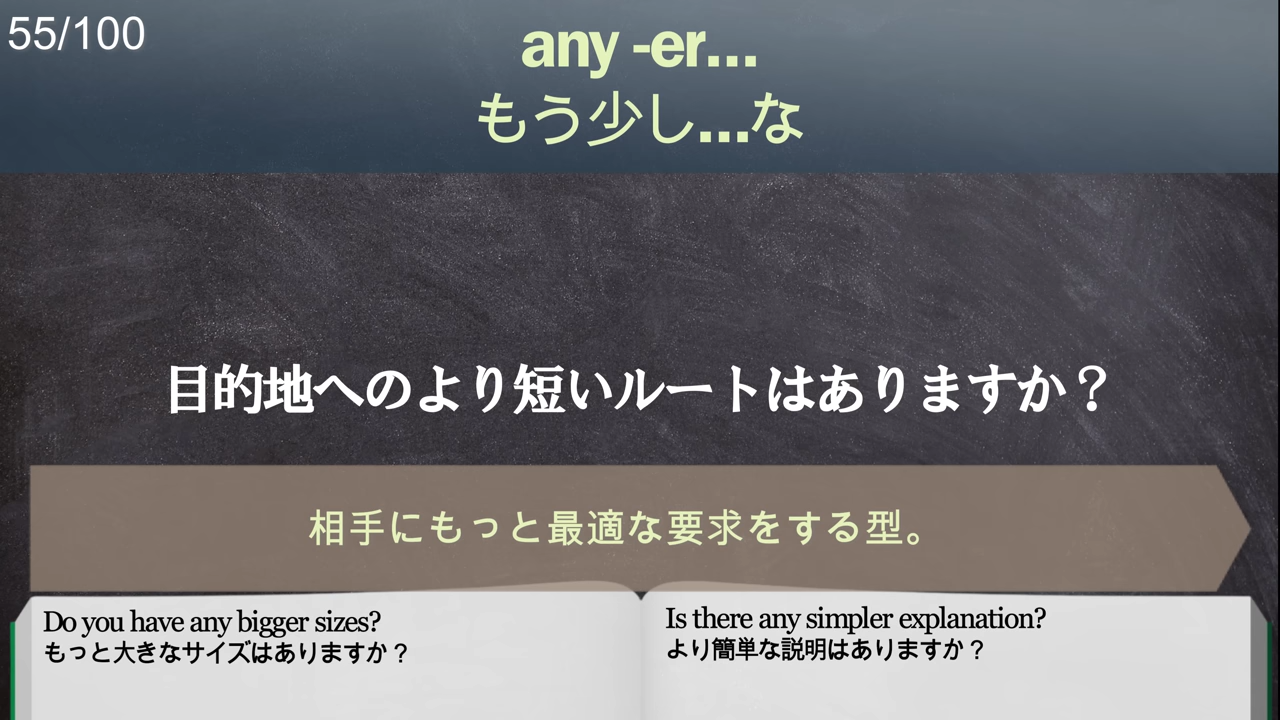 55/100
any -er...
もう少し...な
目的地へのより短いルートはありますか？
相手にもっと最適な要求をする型。
Do you have any bigger sizes?
もっと大きなサイズはありますか？
Is there any simpler explanation?
より簡単な説明はありますか？